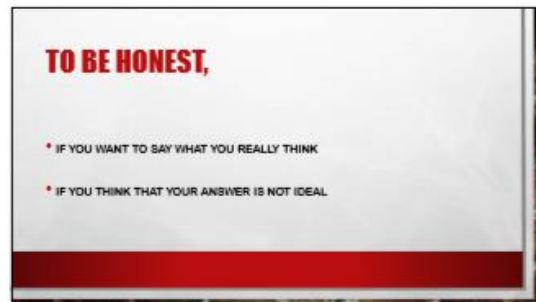 TO BE HONEST,
• IF YOU WANT TO SAY WHAT YOU REALLY THINK
• IF YOU THINK THAT YOUR ANSWER IS NOT IDEAL